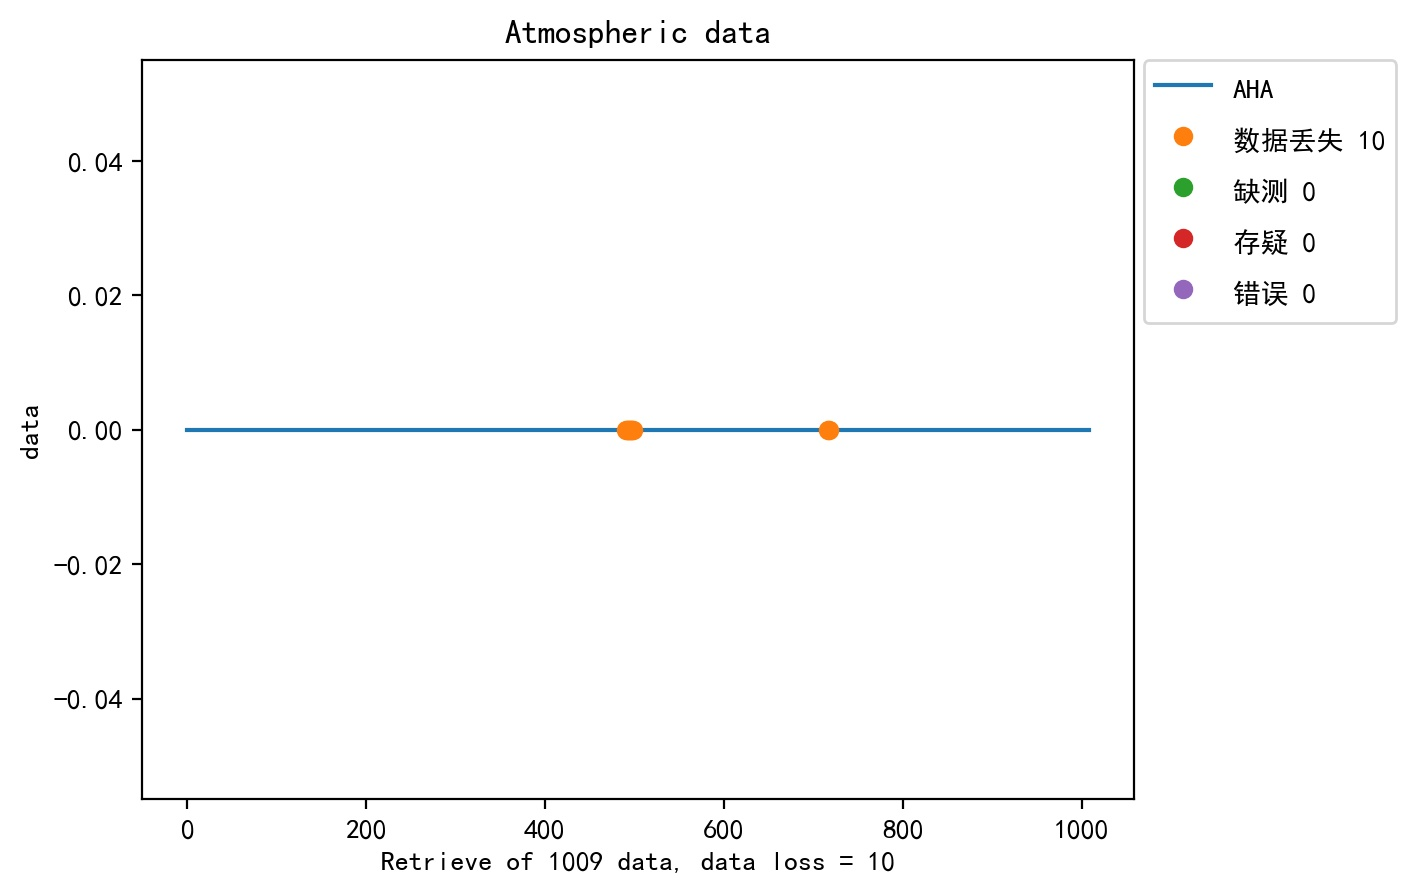 Atmospheric data
AHA
数据丢失 10
缺测 0
存疑 0
错误 0
data
0.04
0.02
0.00
−0.02
−0.04
0 200 400 600 800 1000
Retrieve of 1009 data, data loss = 10